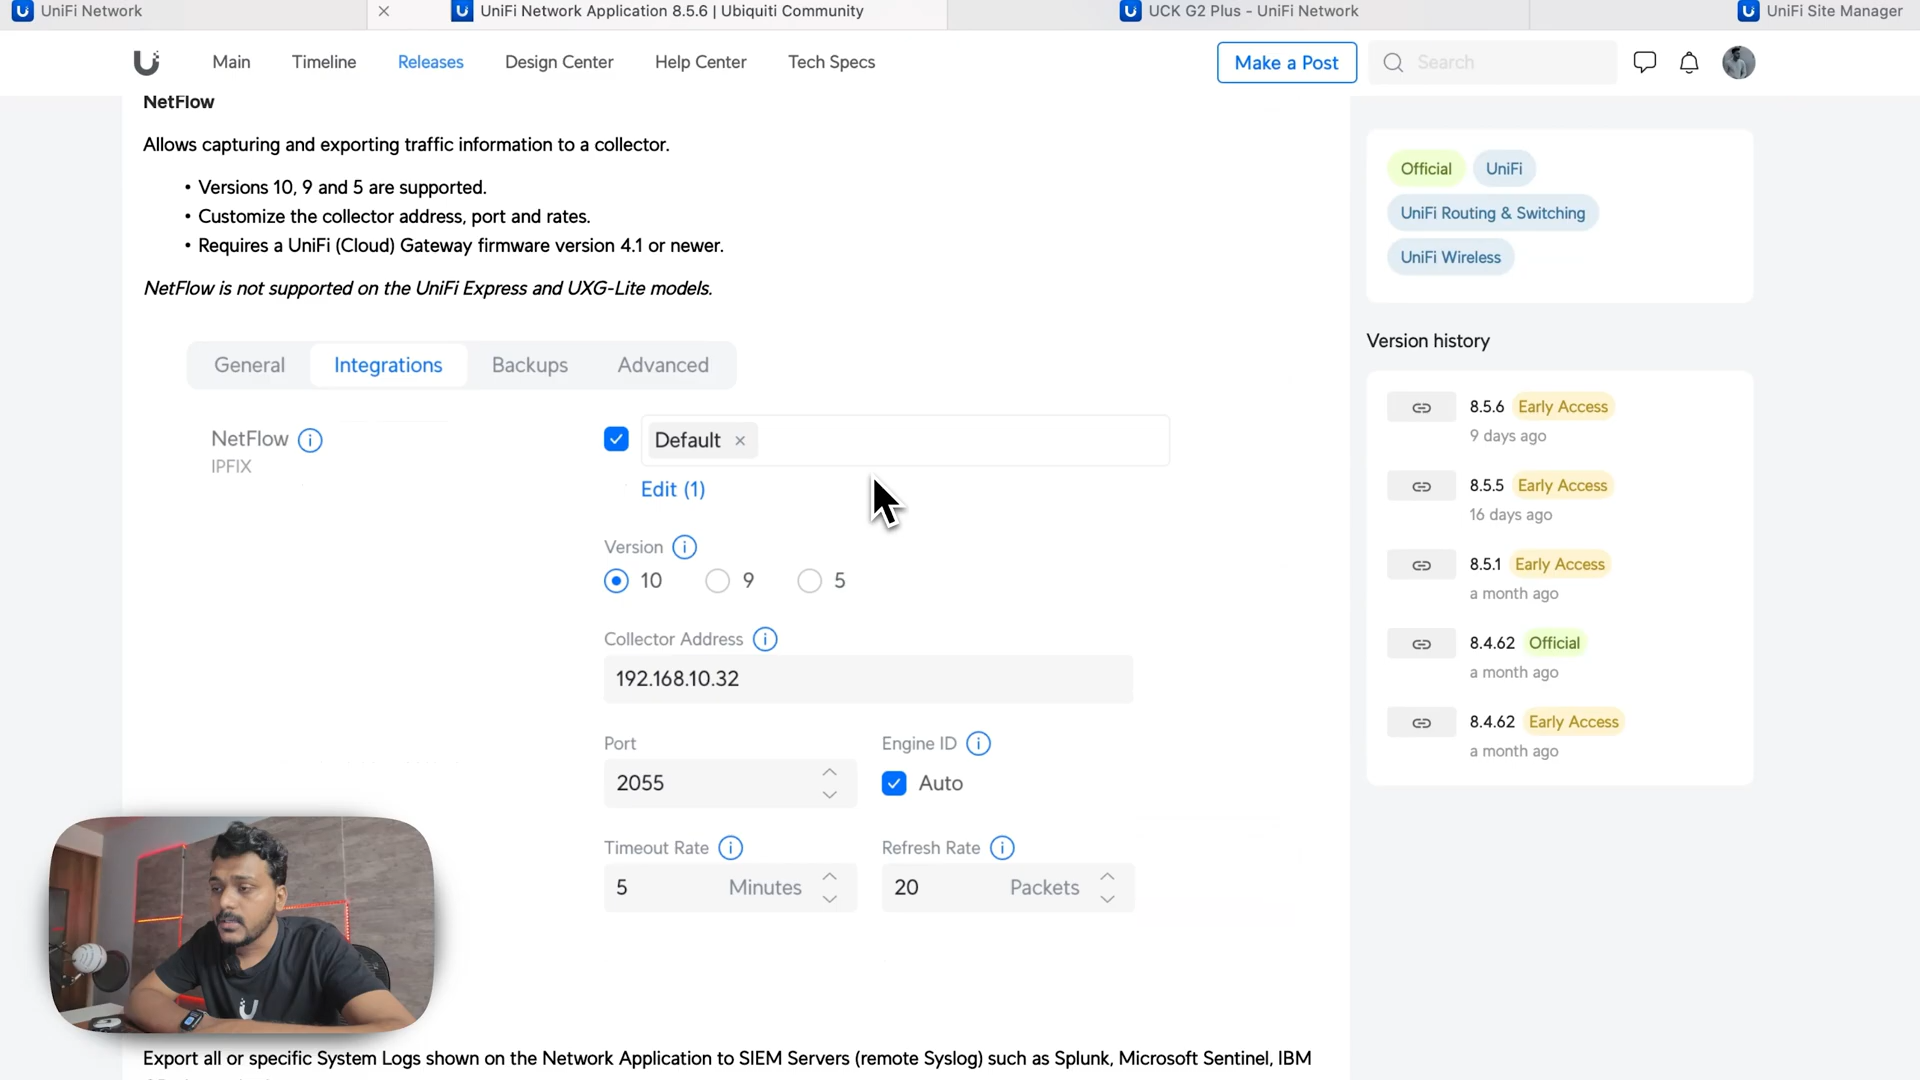 UniFi Network
UniFi Network Application 8.5.6 | Ubiquiti Community
UCK G2 Plus - UniFi Network
UniFi Site Manager
Main
Timeline
Releases
Design Center
Help Center
Tech Specs
Make a Post
Search
NetFlow
Allows capturing and exporting traffic information to a collector.
• Versions 10, 9 and 5 are supported.
• Customize the collector address, port and rates.
• Requires a UniFi (Cloud) Gateway firmware version 4.1 or newer.
NetFlow is not supported on the UniFi Express and UXG-Lite models.
General
Integrations
Backups
Advanced
NetFlow
IPFIX
Default ×
Edit (1)
Version
10
9
5
Collector Address
192.168.10.32
Port
Engine ID
2055
Auto
Timeout Rate
Refresh Rate
5 Minutes
20 Packets
Export all or specific System Logs shown on the Network Application to SIEM Servers (remote Syslog) such as Splunk, Microsoft Sentinel, IBM
Official
UniFi
UniFi Routing & Switching
UniFi Wireless
Version history
8.5.6 Early Access
9 days ago
8.5.5 Early Access
16 days ago
8.5.1 Early Access
a month ago
8.4.62 Official
a month ago
8.4.62 Early Access
a month ago